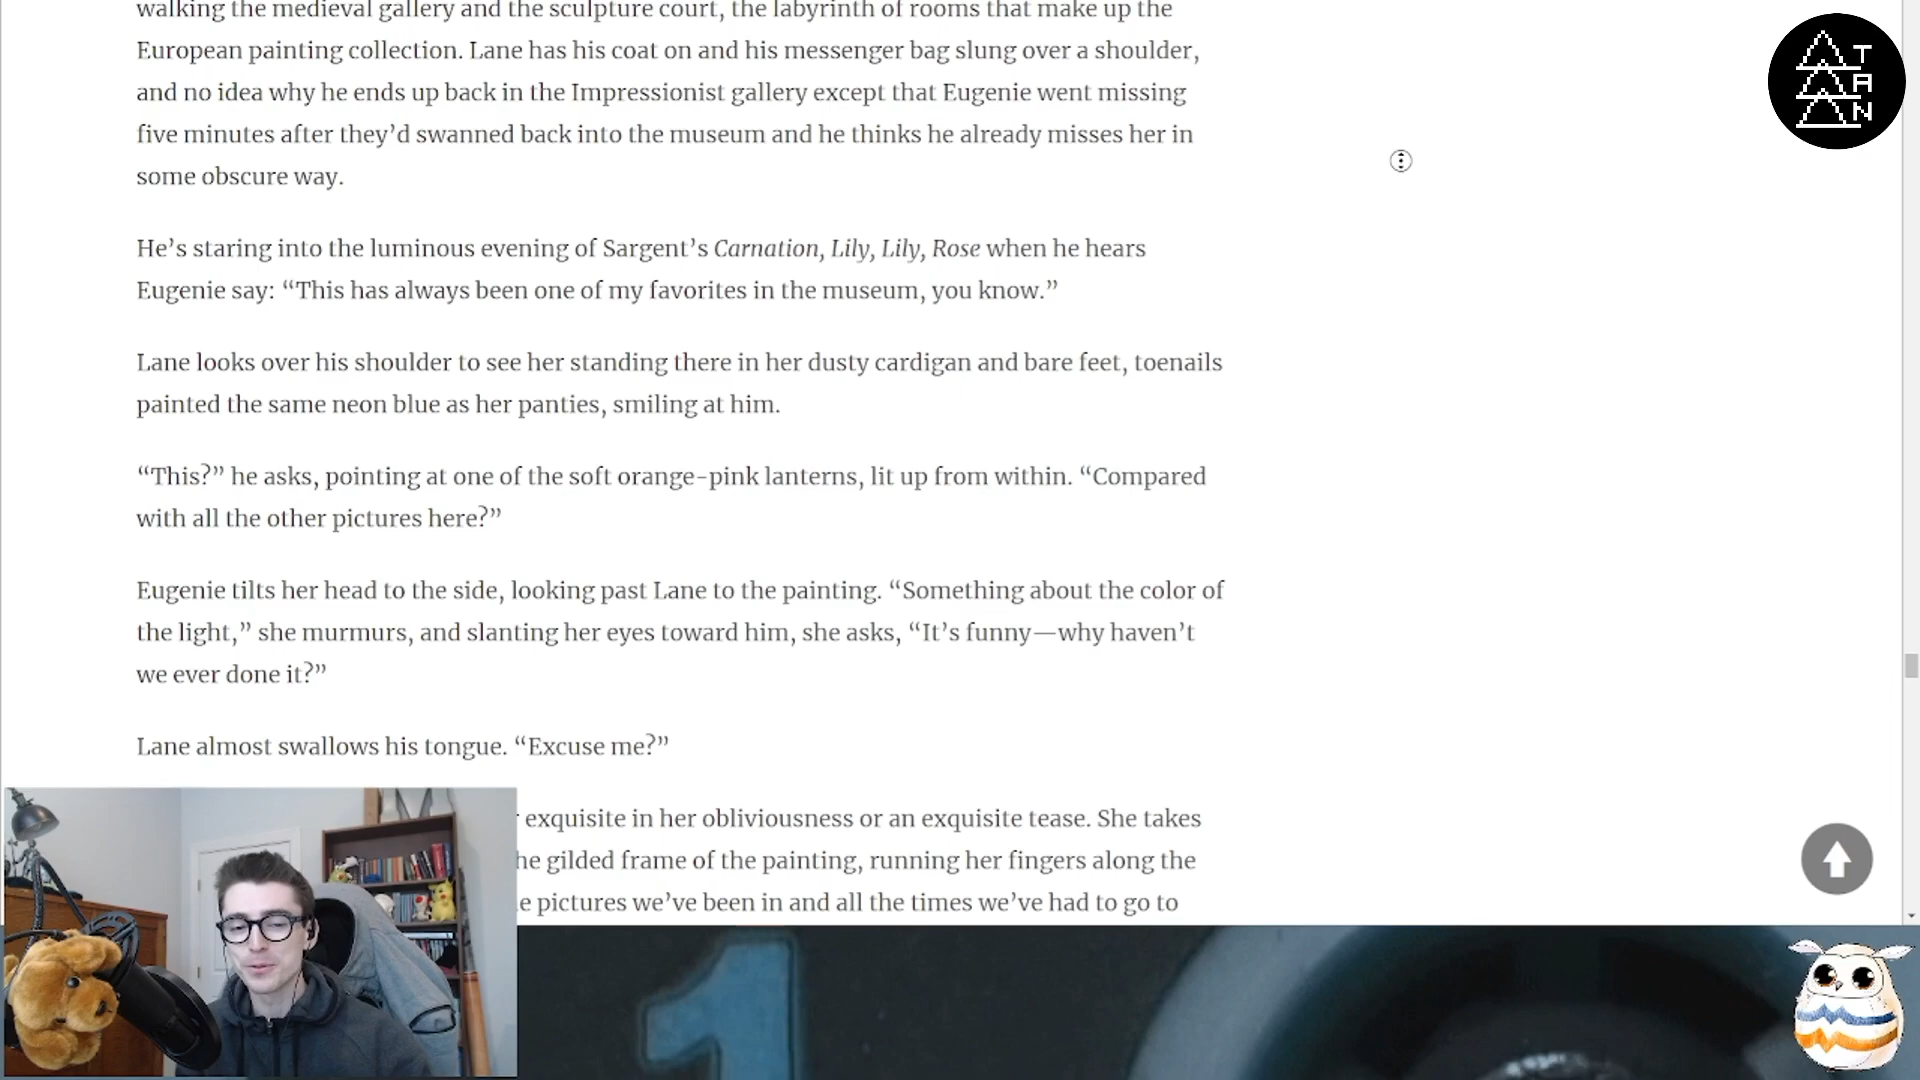 walking the medieval gallery and the sculpture court, the labyrinth of rooms that make up the
European painting collection. Lane has his coat on and his messenger bag slung over a shoulder,
and no idea why he ends up back in the Impressionist gallery except that Eugenie went missing
five minutes after they’d swanned back into the museum and he thinks he already misses her in
some obscure way.
He’s staring into the luminous evening of Sargent’s Carnation, Lily, Lily, Rose when he hears
Eugenie say: “This has always been one of my favorites in the museum, you know.”
Lane looks over his shoulder to see her standing there in her dusty cardigan and bare feet, toenails
painted the same neon blue as her panties, smiling at him.
“This?” he asks, pointing at one of the soft orange-pink lanterns, lit up from within. “Compared
with all the other pictures here?”
Eugenie tilts her head to the side, looking past Lane to the painting. “Something about the color of
the light,” she murmurs, and slanting her eyes toward him, she asks, “It’s funny—why haven’t
we ever done it?”
Lane almost swallows his tongue. “Excuse me?”
exquisite in her obliviousness or an exquisite tease. She takes
he gilded frame of the painting, running her fingers along the
e pictures we’ve been in and all the times we’ve had to go to
1
TAN